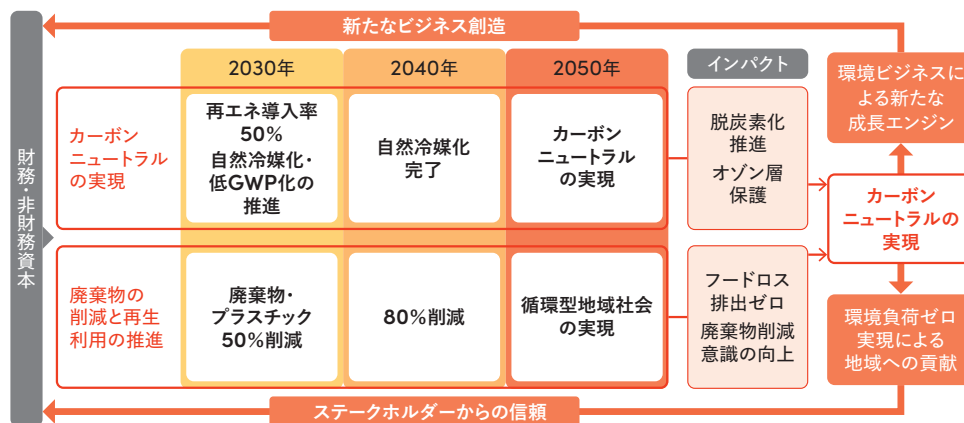 新たなビジネス創造
財務・非財務資本
2030年
2040年
2050年
インパクト
カーボン
ニュートラル
の実現
再エネ導入率
50%
自然冷媒化・
低GWP化の
推進
自然冷媒化
完了
カーボン
ニュートラル
の実現
脱炭素化
推進
オゾン層
保護
廃棄物の
削減と再生
利用の推進
廃棄物・
プラスチック
50%削減
80%削減
循環型地域社会
の実現
フードロス
排出ゼロ
廃棄物削減
意識の向上
環境ビジネスに
よる新たな
成長エンジン
カーボン
ニュートラルの
実現
環境負荷ゼロ
実現による
地域への貢献
ステークホルダーからの信頼